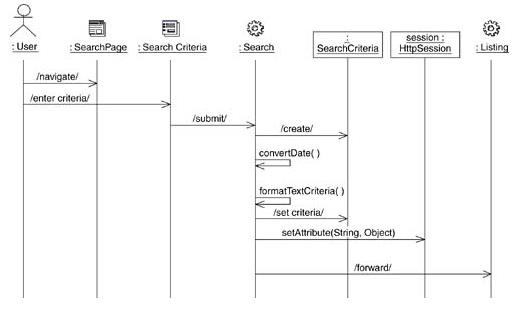 : User
: SearchPage
: Search Criteria
: Search
:
SearchCriteria
session :
HttpSession
: Listing
/navigate/
/enter criteria/
/submit/
/create/
convertDate( )
formatTextCriteria( )
/set criteria/
setAttribute(String, Object)
/forward/